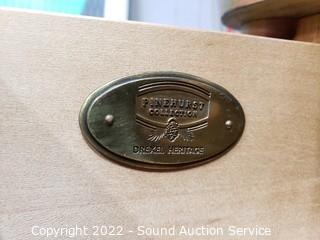 PINEHURST
COLLECTION
DREXEL HERITAGE
Copyright 2022 - Sound Auction Service